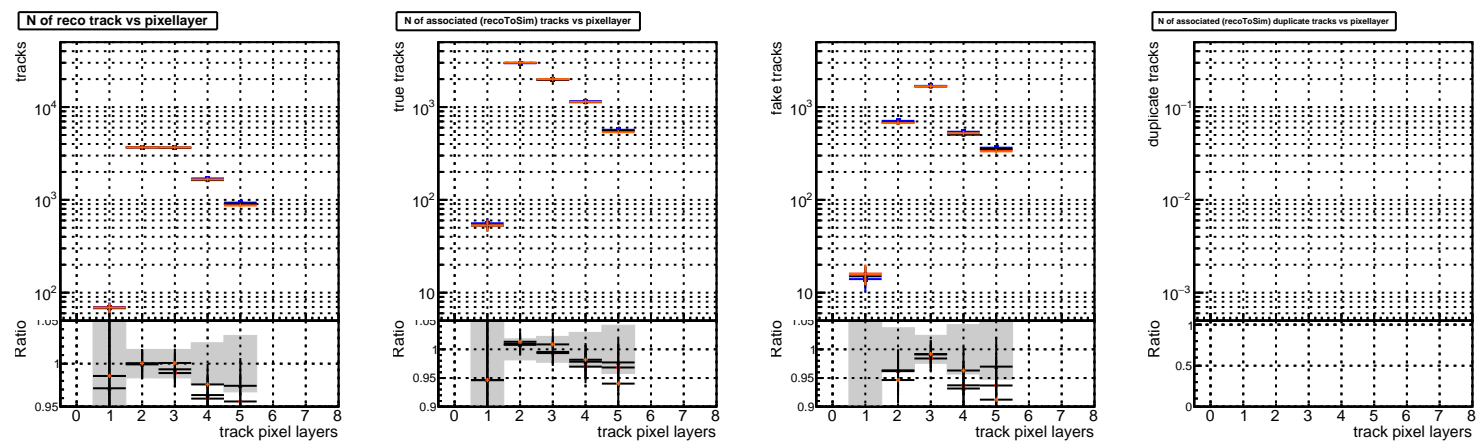 N of reco track vs pixellayer
tracks
10^4
10^3
10^2
Ratio
1.05
1
0.95
0 1 2 3 4 5 6 7 8
track pixel layers
N of associated (recoToSim) tracks vs pixellayer
true tracks
10^3
10^2
10
Ratio
1.05
1
0.95
0.9
0 1 2 3 4 5 6 7 8
track pixel layers
fake tracks
10^3
10^2
10
Ratio
1.05
1
0.95
0.9
0 1 2 3 4 5 6 7 8
track pixel layers
N of associated (recoToSim) duplicate tracks vs pixellayer
duplicate tracks
10^−1
10^−2
10^−3
Ratio
1
0.5
0
0 1 2 3 4 5 6 7 8
track pixel layers